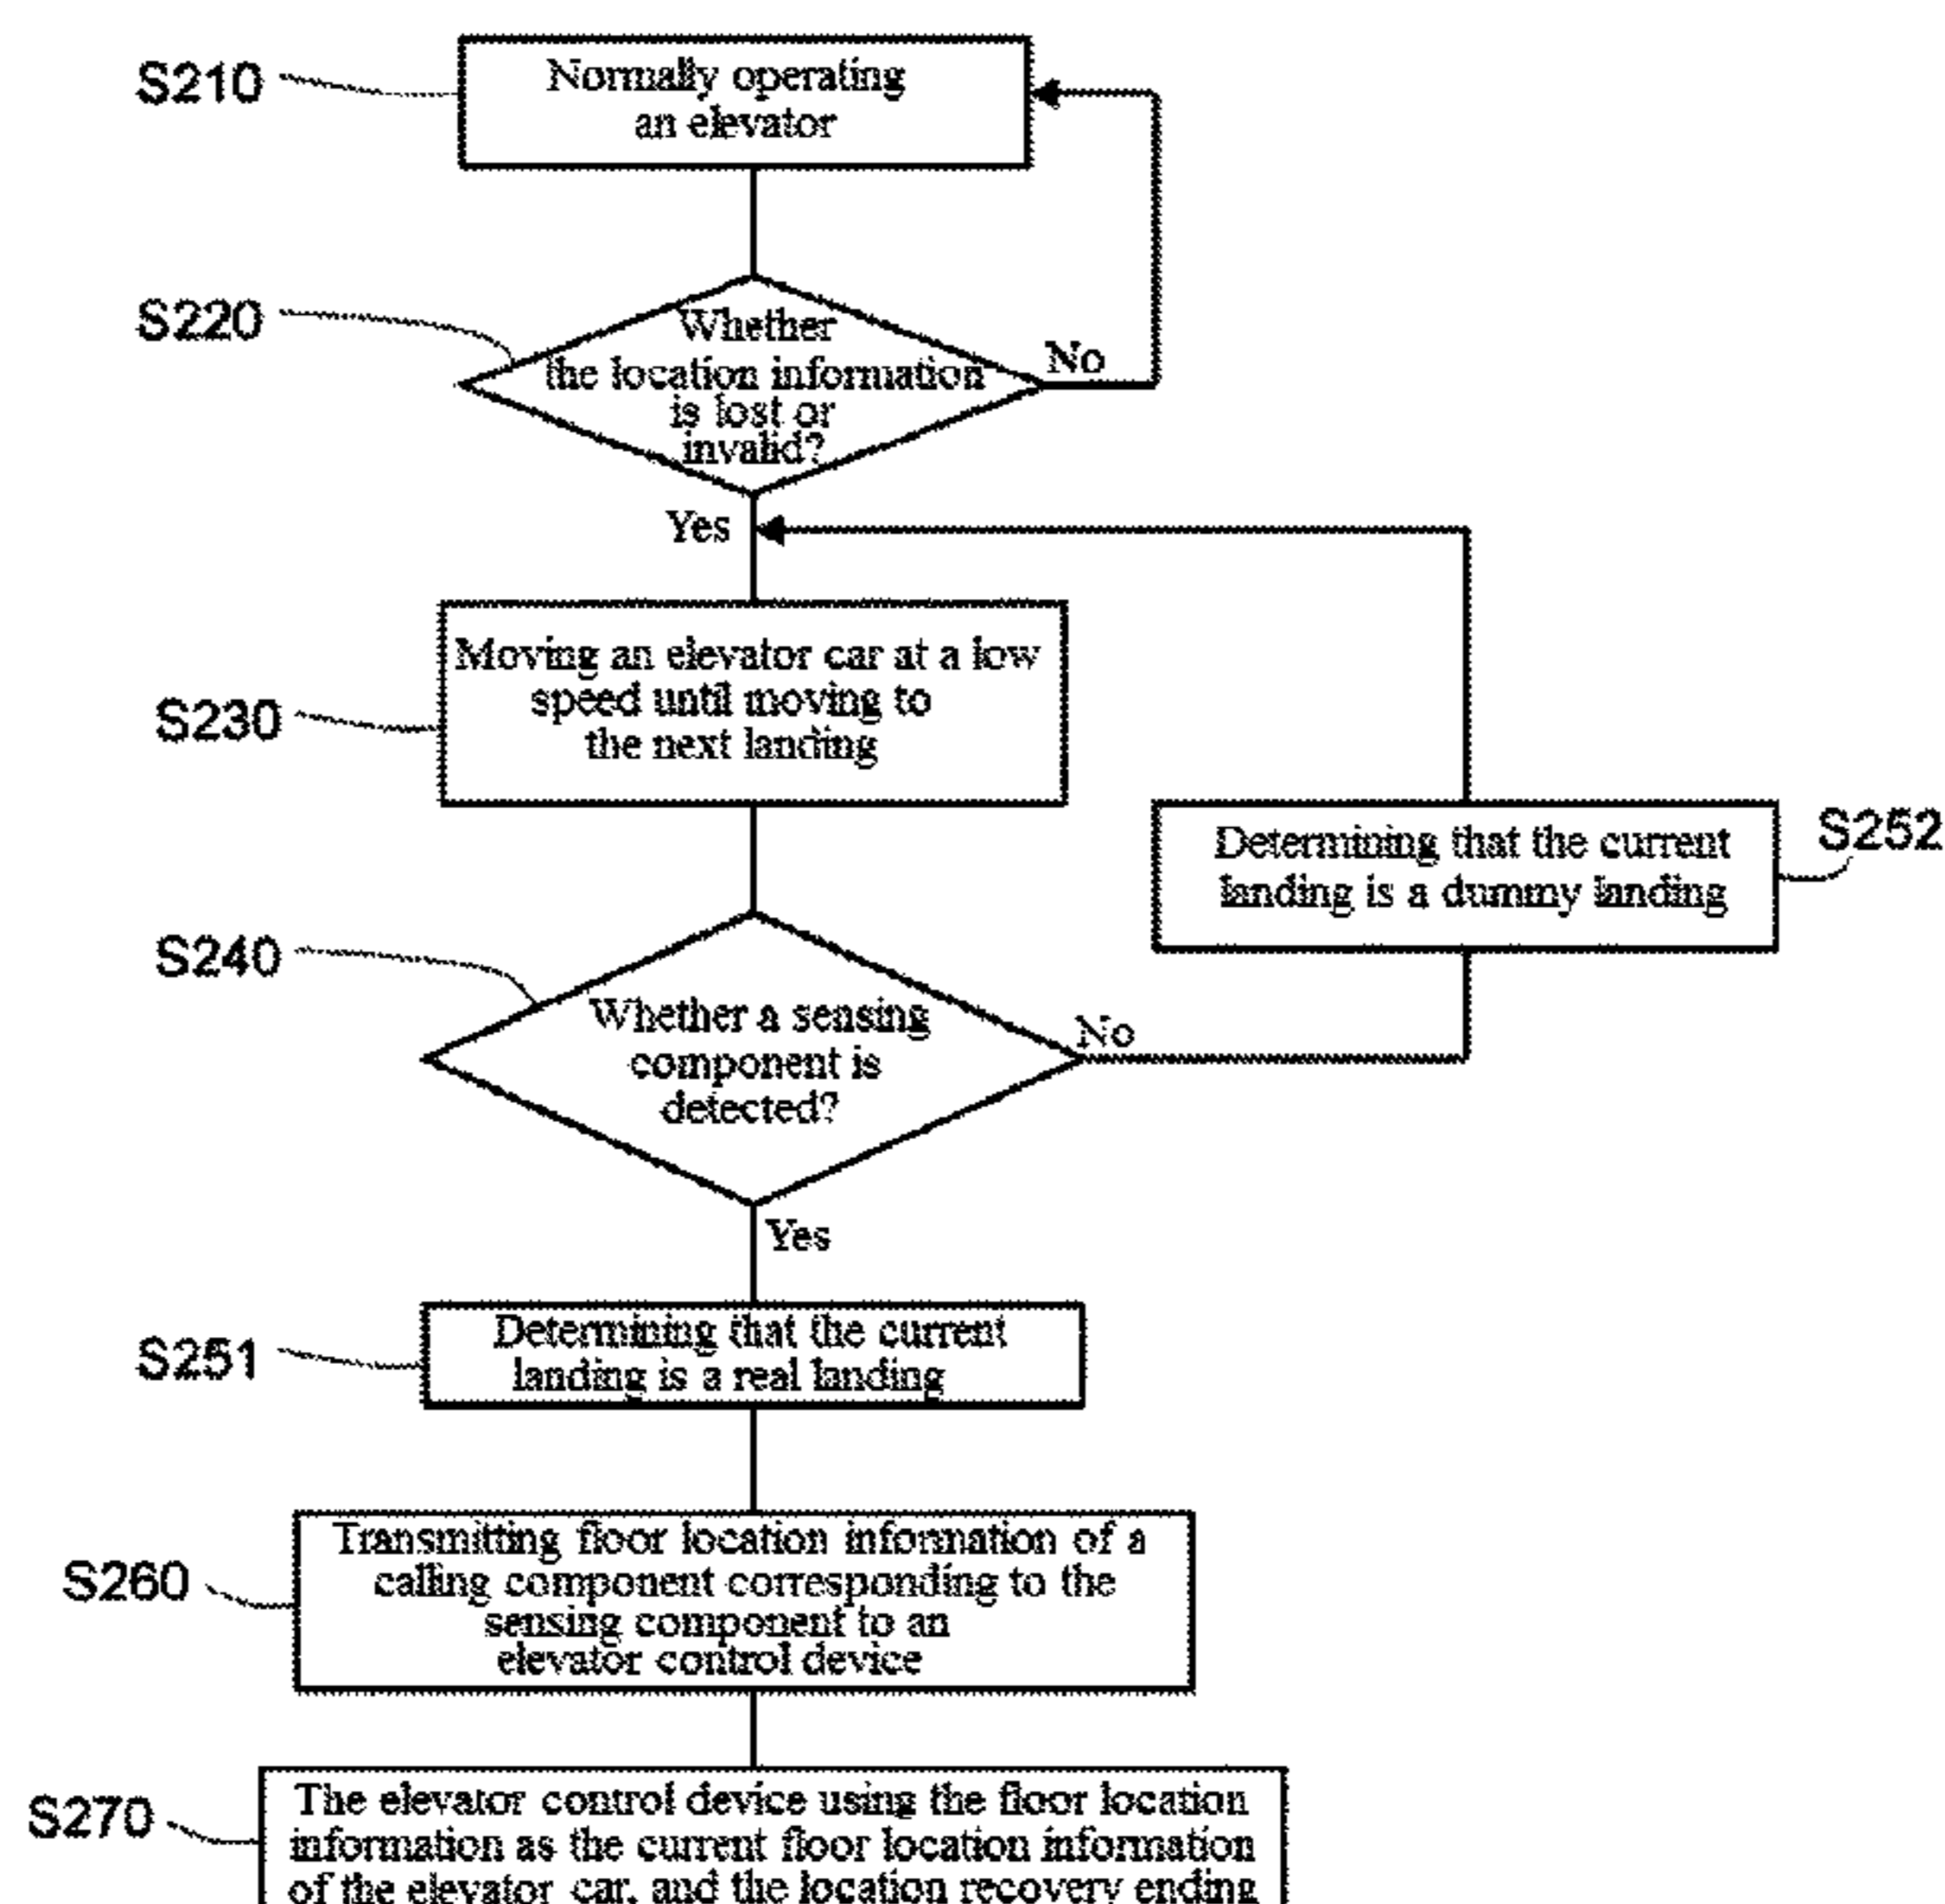 S210
Normally operating
an elevator
S220
Whether
the location information
is lost or
invalid?
No
Yes
S230
Moving an elevator car at a low
speed until moving to
the next landing
S252
Determining that the current
landing is a dummy landing
S240
Whether a sensing
component is
detected?
No
Yes
S251
Determining that the current
landing is a real landing
S260
Transmitting floor location information of a
calling component corresponding to the
sensing component to an
elevator control device
S270
The elevator control device using the floor location
information as the current floor location information
of the elevator car, and the location recovery ending